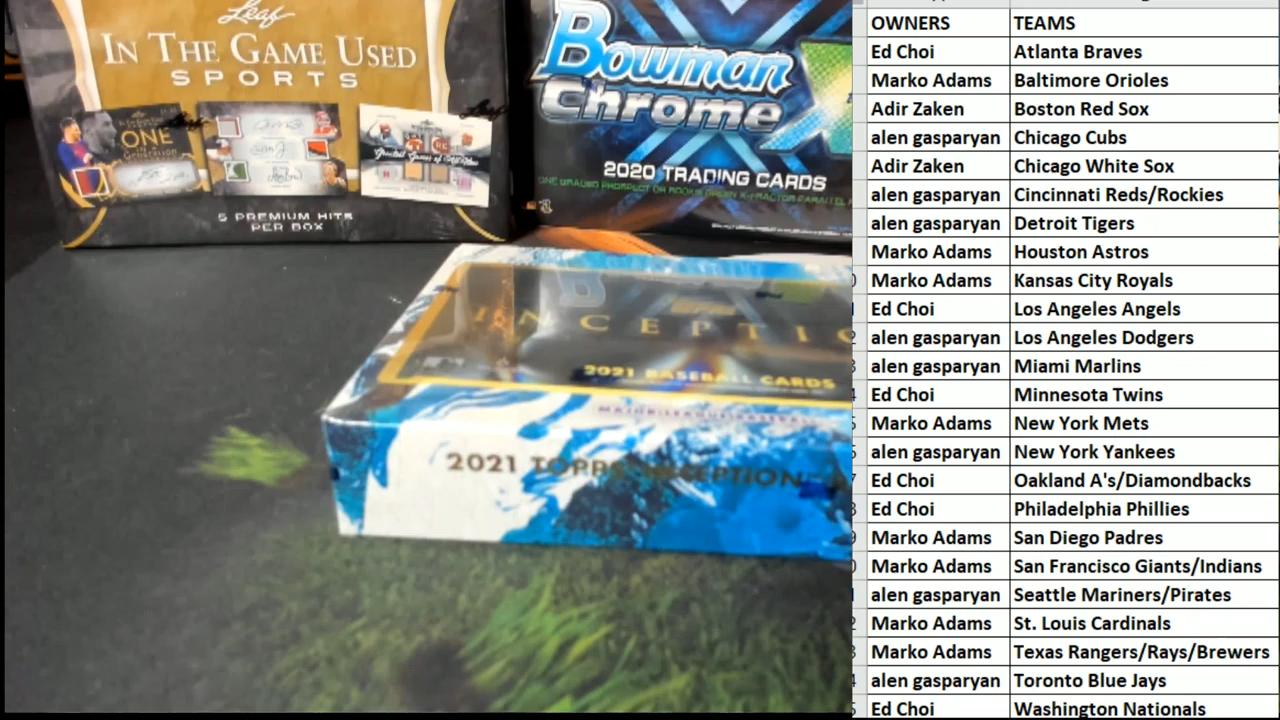 Leaf
IN THE GAME USED
SPORTS
ONE
5 PREMIUM HITS
PER BOX
Bowman
Chrome
2020 TRADING CARDS
INCEPTIO
2021 BASEBALL CARDS
MAJOR LEAGUE BASEBALL
2021 TOPPS INCEPTION
OWNERS TEAMS
Ed Choi Atlanta Braves
Marko Adams Baltimore Orioles
Adir Zaken Boston Red Sox
alen gasparyan Chicago Cubs
Adir Zaken Chicago White Sox
alen gasparyan Cincinnati Reds/Rockies
alen gasparyan Detroit Tigers
Marko Adams Houston Astros
Marko Adams Kansas City Royals
Ed Choi Los Angeles Angels
alen gasparyan Los Angeles Dodgers
alen gasparyan Miami Marlins
Ed Choi Minnesota Twins
Marko Adams New York Mets
alen gasparyan New York Yankees
Ed Choi Oakland A's/Diamondbacks
Ed Choi Philadelphia Phillies
Marko Adams San Diego Padres
Marko Adams San Francisco Giants/Indians
alen gasparyan Seattle Mariners/Pirates
Marko Adams St. Louis Cardinals
Marko Adams Texas Rangers/Rays/Brewers
alen gasparyan Toronto Blue Jays
Ed Choi Washington Nationals